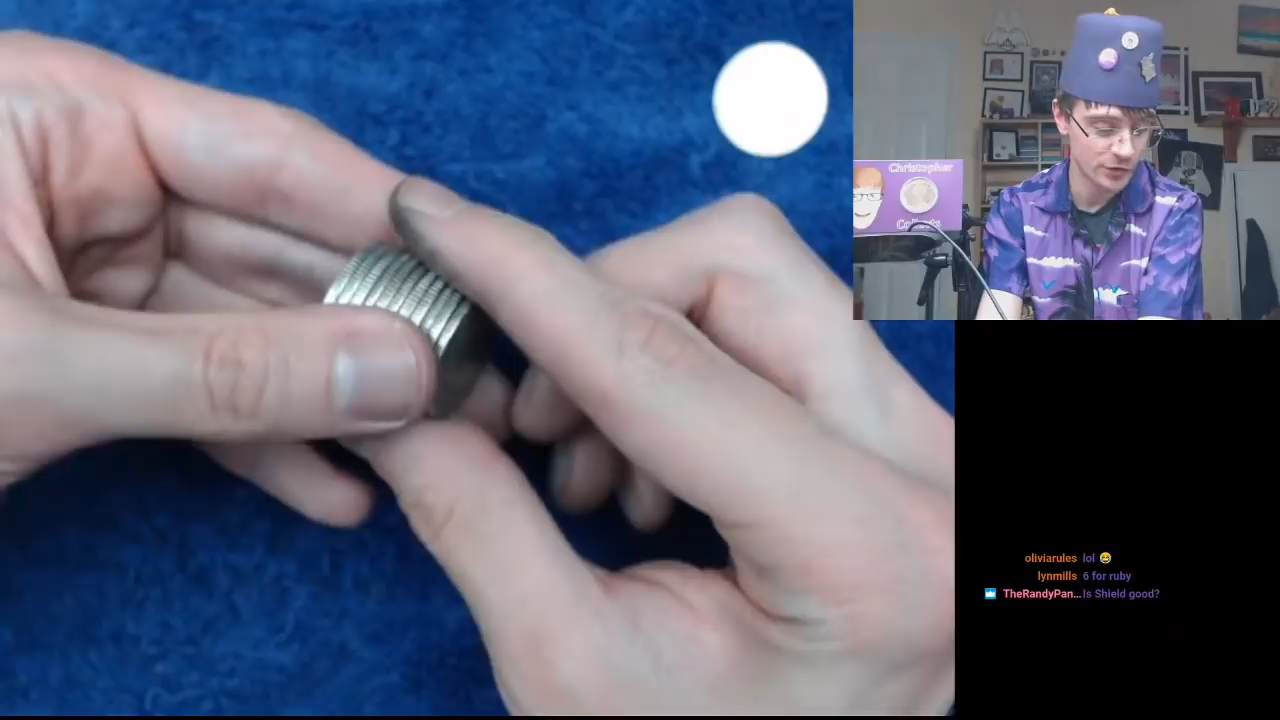 Christopher
Collects
oliviarules lol 😂
lynmills 6 for ruby
TheRandyPan... Is Shield good?